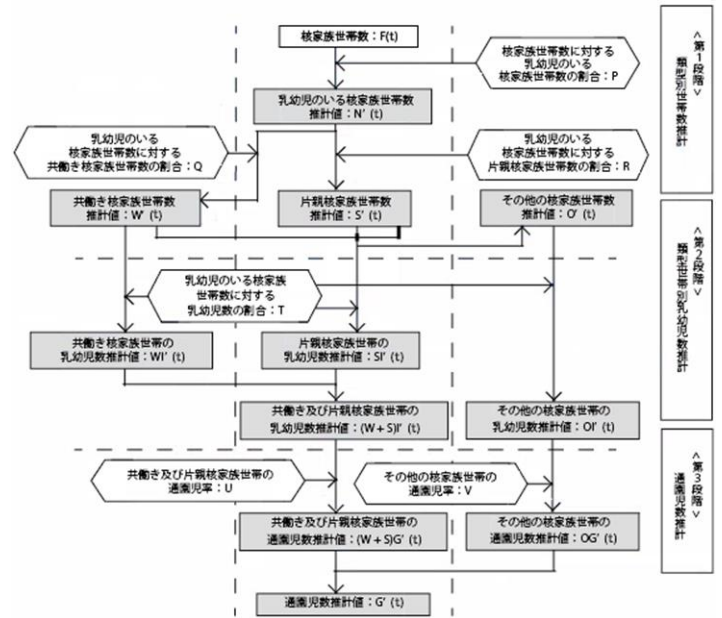 核家族世帯数：F(t)
核家族世帯数に対する
乳幼児のいる
核家族世帯数の割合：P
乳幼児のいる核家族世帯数
推計値：N' (t)
乳幼児のいる
核家族世帯数に対する
共働き核家族世帯数の割合：Q
乳幼児のいる
核家族世帯数に対する
片親核家族世帯数の割合：R
共働き核家族世帯数
推計値：W' (t)
片親核家族世帯数
推計値：S' (t)
その他の核家族世帯数
推計値：O' (t)
＜第１段階＞
類型別世帯数推計
乳幼児のいる核家族
世帯数に対する
乳幼児数の割合：T
共働き核家族世帯の
乳幼児数推計値：WI' (t)
片親核家族世帯の
乳幼児数推計値：SI' (t)
共働き及び片親核家族世帯の
乳幼児数推計値：(W + S)I' (t)
その他の核家族世帯の
乳幼児数推計値：OI' (t)
＜第２段階＞
類型世帯別乳幼児数推計
共働き及び片親核家族世帯の
通園児率：U
その他の核家族世帯の
通園児率：V
共働き及び片親核家族世帯の
通園児数推計値：(W + S)G' (t)
その他の核家族世帯の
通園児数推計値：OG' (t)
通園児数推計値：G' (t)
＜第３段階＞
通園児数推計